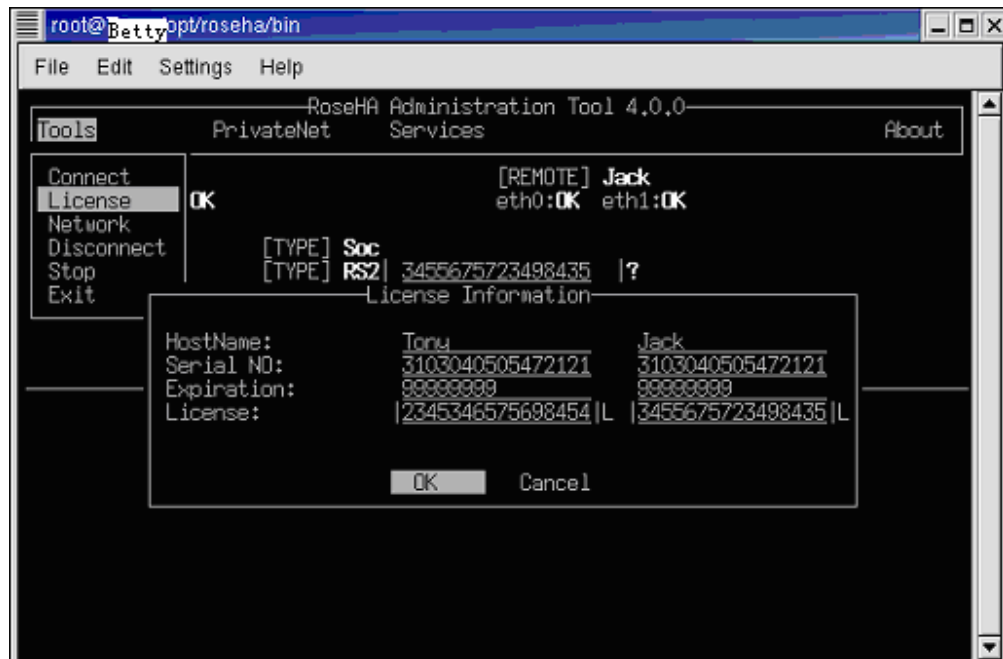 root@Bettyopt/roseha/bin
File Edit Settings Help
RoseHA Administration Tool 4.0.0
Tools PrivateNet Services About
Connect [REMOTE] Jack
License OK eth0:OK eth1:OK
Network
Disconnect [TYPE] Soc
Stop [TYPE] RS2| 3455675723498435 |?
Exit
License Information
HostName: Tony Jack
Serial NO: 3103040505472121 3103040505472121
Expiration: 99999999 99999999
License: |2345346575698454|L |3455675723498435|L
OK Cancel